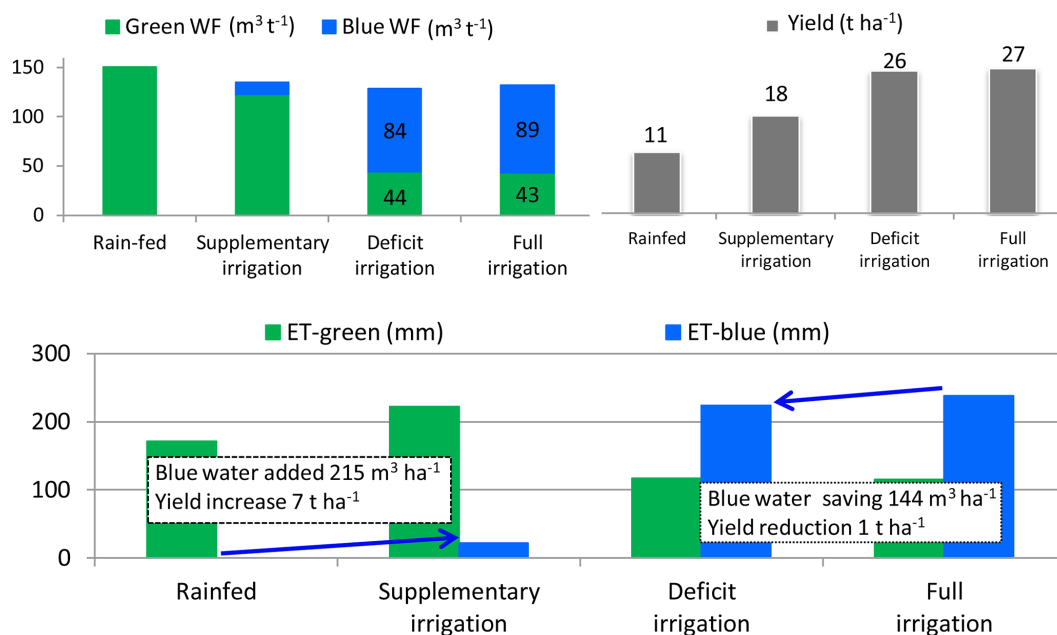 Green WF (m³ t⁻¹)
Blue WF (m³ t⁻¹)
150
100
50
0
84
44
89
43
Rain-fed
Supplementary
irrigation
Deficit
irrigation
Full
irrigation
Yield (t ha⁻¹)
11
18
26
27
Rainfed
Supplementary
irrigation
Deficit
irrigation
Full
irrigation
ET-green (mm)
ET-blue (mm)
300
200
100
0
Blue water added 215 m³ ha⁻¹
Yield increase 7 t ha⁻¹
Blue water saving 144 m³ ha⁻¹
Yield reduction 1 t ha⁻¹
Rainfed
Supplementary
irrigation
Deficit
irrigation
Full
irrigation